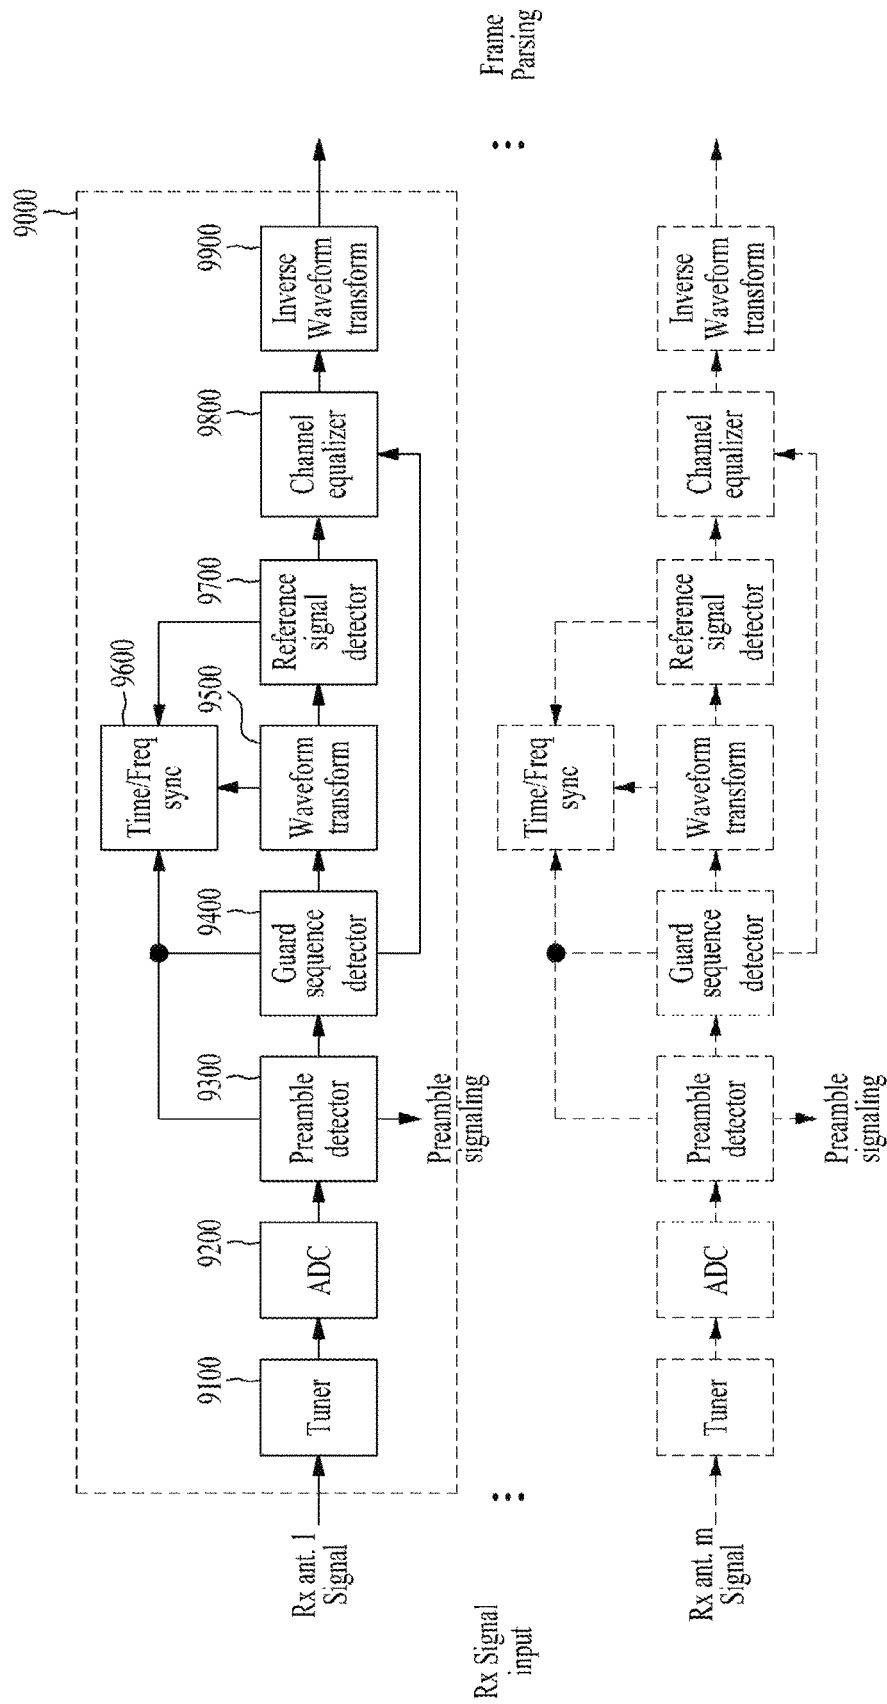 9000
9600
Time/Freq
sync
9100
9200
9300
9400
9500
9700
9800
9900
Rx ant. 1
Signal
Tuner
ADC
Preamble
detector
Guard
sequence
detector
Waveform
transform
Reference
signal
detector
Channel
equalizer
Inverse
Waveform
transform
Preamble
signaling
Rx Signal
input
Frame
Parsing
Time/Freq
sync
Rx ant. m
Signal
Tuner
ADC
Preamble
detector
Guard
sequence
detector
Waveform
transform
Reference
signal
detector
Channel
equalizer
Inverse
Waveform
transform
Preamble
signaling